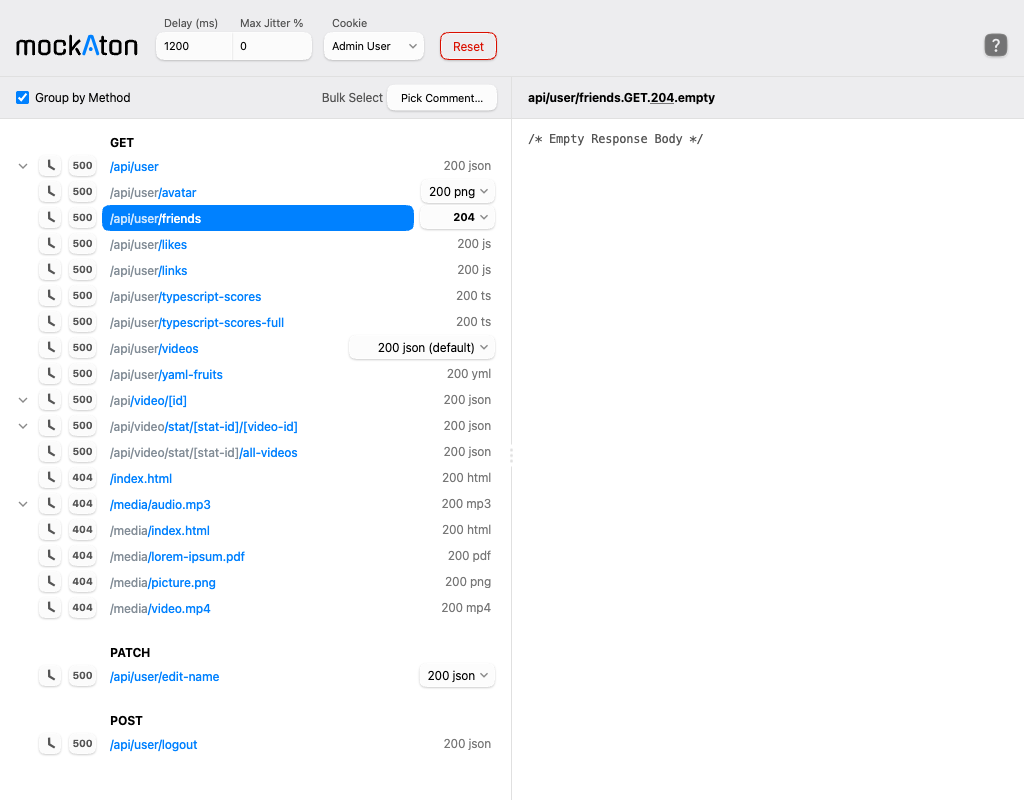 mockAton
Delay (ms) Max Jitter % Cookie
1200 0 Admin User Reset ?
Group by Method Bulk Select Pick Comment…
api/user/friends.GET.204.empty
/* Empty Response Body */
GET
500 /api/user 200 json
500 /api/user/avatar 200 png
500 /api/user/friends 204
500 /api/user/likes 200 js
500 /api/user/links 200 js
500 /api/user/typescript-scores 200 ts
500 /api/user/typescript-scores-full 200 ts
500 /api/user/videos 200 json (default)
500 /api/user/yaml-fruits 200 yml
500 /api/video/[id] 200 json
500 /api/video/stat/[stat-id]/[video-id] 200 json
500 /api/video/stat/[stat-id]/all-videos 200 json
404 /index.html 200 html
404 /media/audio.mp3 200 mp3
404 /media/index.html 200 html
404 /media/lorem-ipsum.pdf 200 pdf
404 /media/picture.png 200 png
404 /media/video.mp4 200 mp4
PATCH
500 /api/user/edit-name 200 json
POST
500 /api/user/logout 200 json